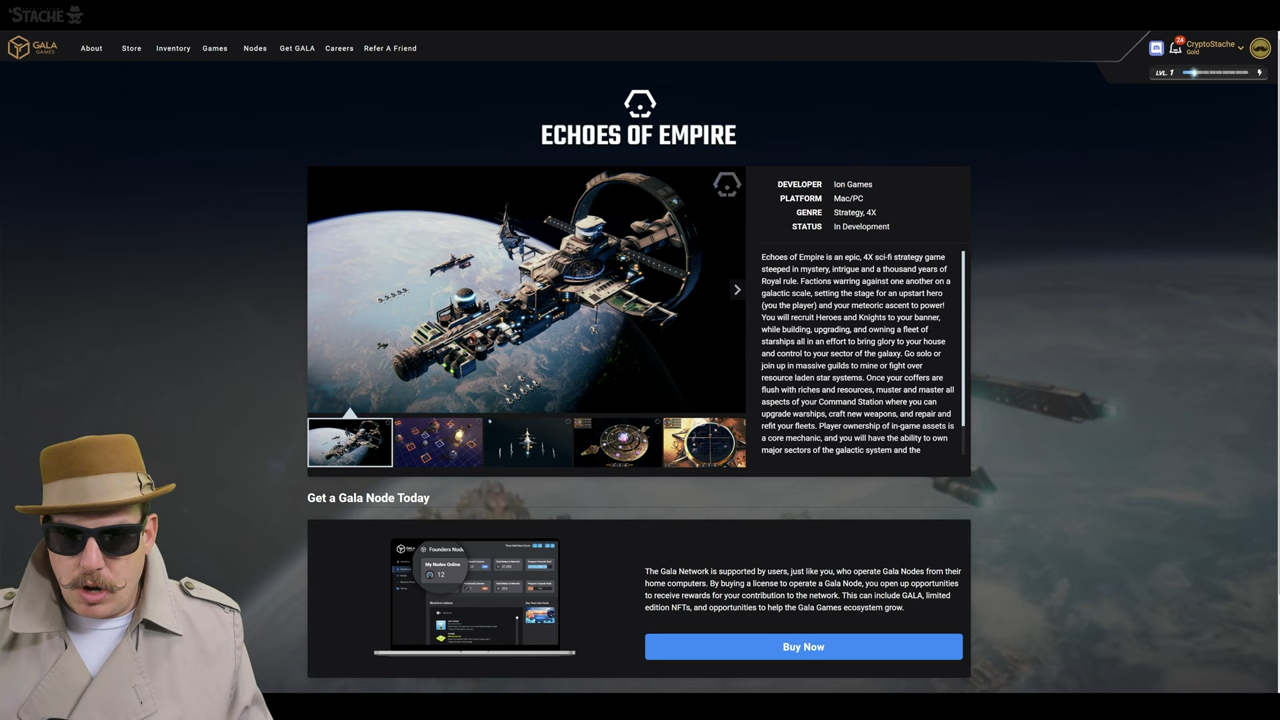 STACHE
GALA
GAMES
About
Store
Inventory
Games
Nodes
Get GALA
Careers
Refer A Friend
24
CryptoStache
Gold
LVL. 1
ECHOES OF EMPIRE
DEVELOPER Ion Games
PLATFORM Mac/PC
GENRE Strategy, 4X
STATUS In Development
Echoes of Empire is an epic, 4X sci-fi strategy game
steeped in mystery, intrigue and a thousand years of
Royal rule. Factions warring against one another on a
galactic scale, setting the stage for an upstart hero
(you the player) and your meteoric ascent to power!
You will recruit Heroes and Knights to your banner,
while building, upgrading, and owning a fleet of
starships all in an effort to bring glory to your house
and control to your sector of the galaxy. Go solo or
join up in massive guilds to mine or fight over
resource laden star systems. Once your coffers are
flush with riches and resources, muster and master all
aspects of your Command Station where you can
upgrade warships, craft new weapons, and repair and
refit your fleets. Player ownership of in-game assets is
a core mechanic, and you will have the ability to own
major sectors of the galactic system and the
Get a Gala Node Today
Founders Node
My Nodes Online
12
The Gala Network is supported by users, just like you, who operate Gala Nodes from their
home computers. By buying a license to operate a Gala Node, you open up opportunities
to receive rewards for your contribution to the network. This can include GALA, limited
edition NFTs, and opportunities to help the Gala Games ecosystem grow.
Buy Now